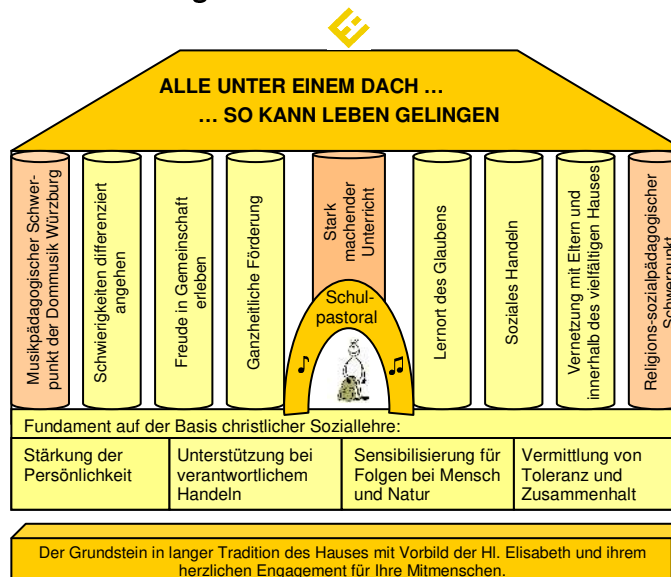 ALLE UNTER EINEM DACH …
… SO KANN LEBEN GELINGEN
Musikpädagogischer Schwer-
punkt der Dommusik Würzburg
Schwierigkeiten differenziert
angehen
Freude in Gemeinschaft
erleben
Ganzheitliche Förderung
Stark
machender
Unterricht
Schul-
pastoral
Lernort des Glaubens
Soziales Handeln
Vernetzung mit Eltern und
innerhalb des vielfältigen Hauses
Religions-sozialpädagogischer
Schwerpunkt
Fundament auf der Basis christlicher Soziallehre:
Stärkung der
Persönlichkeit
Unterstützung bei
verantwortlichem
Handeln
Sensibilisierung für
Folgen bei Mensch
und Natur
Vermittlung von
Toleranz und
Zusammenhalt
Der Grundstein in langer Tradition des Hauses mit Vorbild der Hl. Elisabeth und ihrem
herzlichen Engagement für Ihre Mitmenschen.